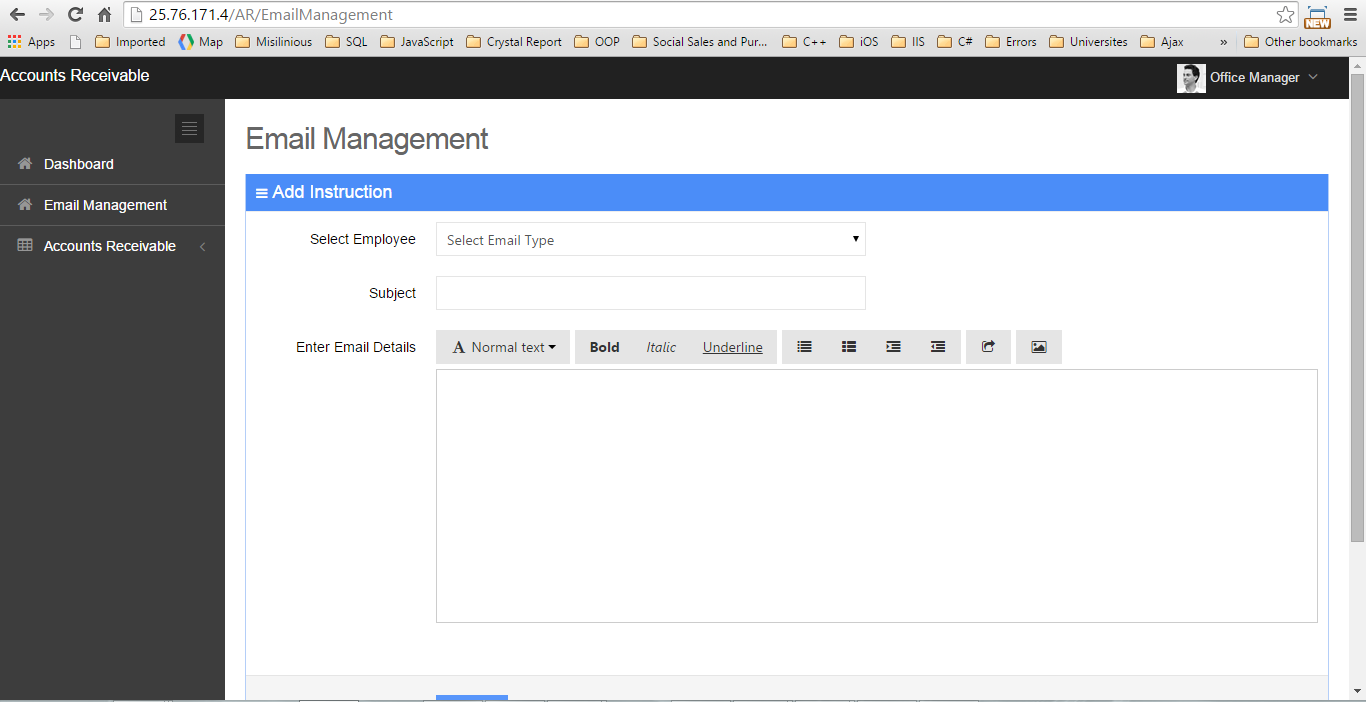 25.76.171.4/AR/EmailManagement
NEW
Apps Imported Map Misilinious SQL JavaScript Crystal Report OOP Social Sales and Pur... C++ iOS IIS C# Errors Universites Ajax » Other bookmarks
Accounts Receivable Office Manager
Email Management
Dashboard
Add Instruction
Email Management
Select Employee Select Email Type
Accounts Receivable
Subject
Enter Email Details A Normal text Bold Italic Underline